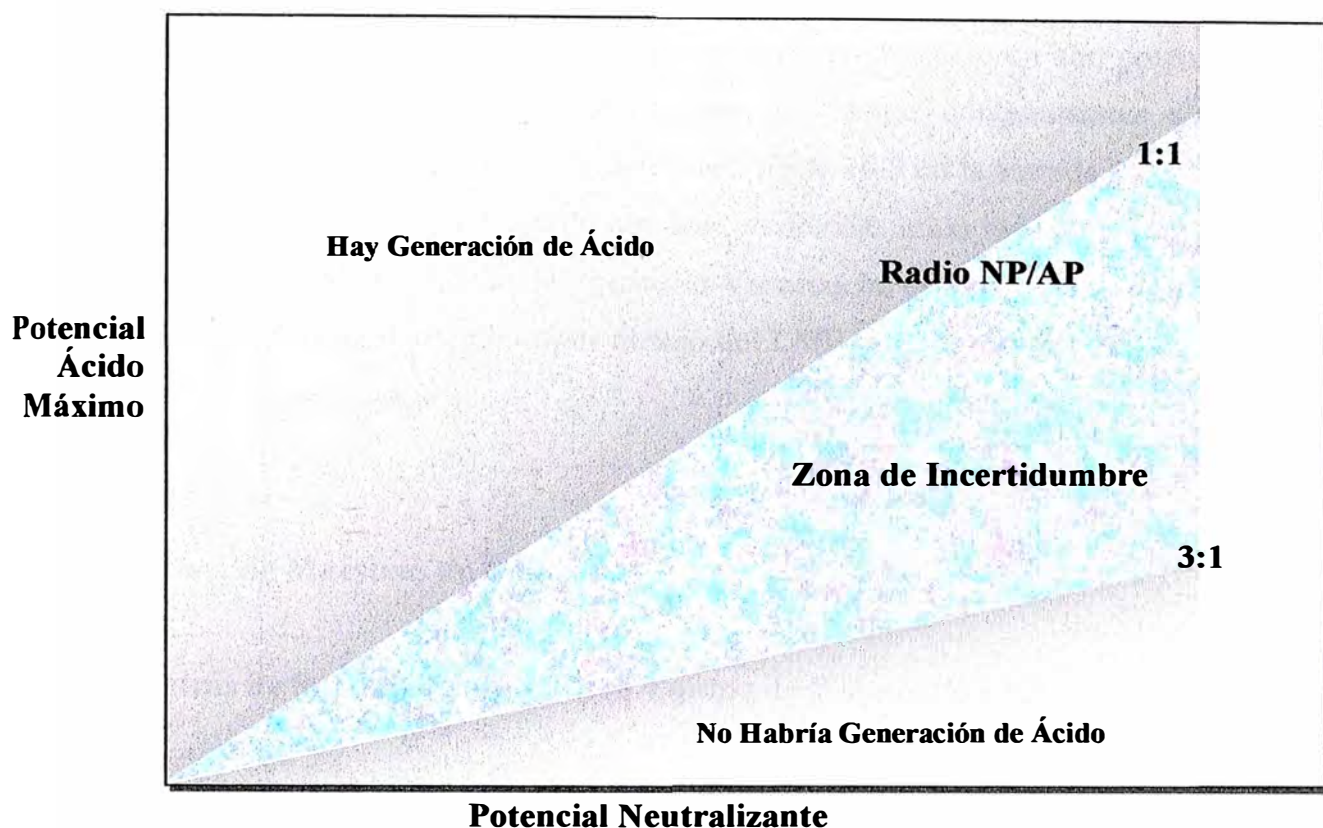 1:1
Hay Generación de Ácido
Radio NP/AP
Potencial
Ácido
Máximo
Zona de Incertidumbre
3:1
No Habría Generación de Ácido
Potencial Neutralizante